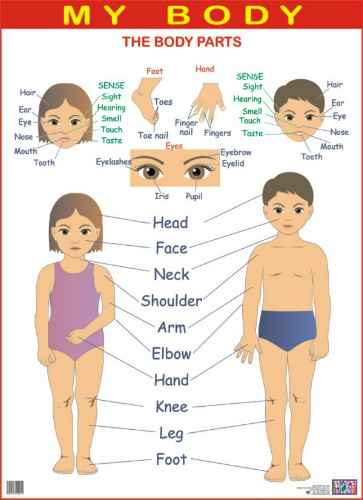 MY BODY
THE BODY PARTS
Foot
Hand
Toes
Toe nail
Finger nail
Fingers
Hair
Ear
Eye
Nose
Mouth
Tooth
SENSE
Sight
Hearing
Smell
Touch
Taste
SENSE
Sight
Hearing
Smell
Touch
Taste
Hair
Ear
Eye
Nose
Mouth
Tooth
Eyes
Eyelashes
Eyebrow
Eyelid
Iris
Pupil
Head
Face
Neck
Shoulder
Arm
Elbow
Hand
Knee
Leg
Foot